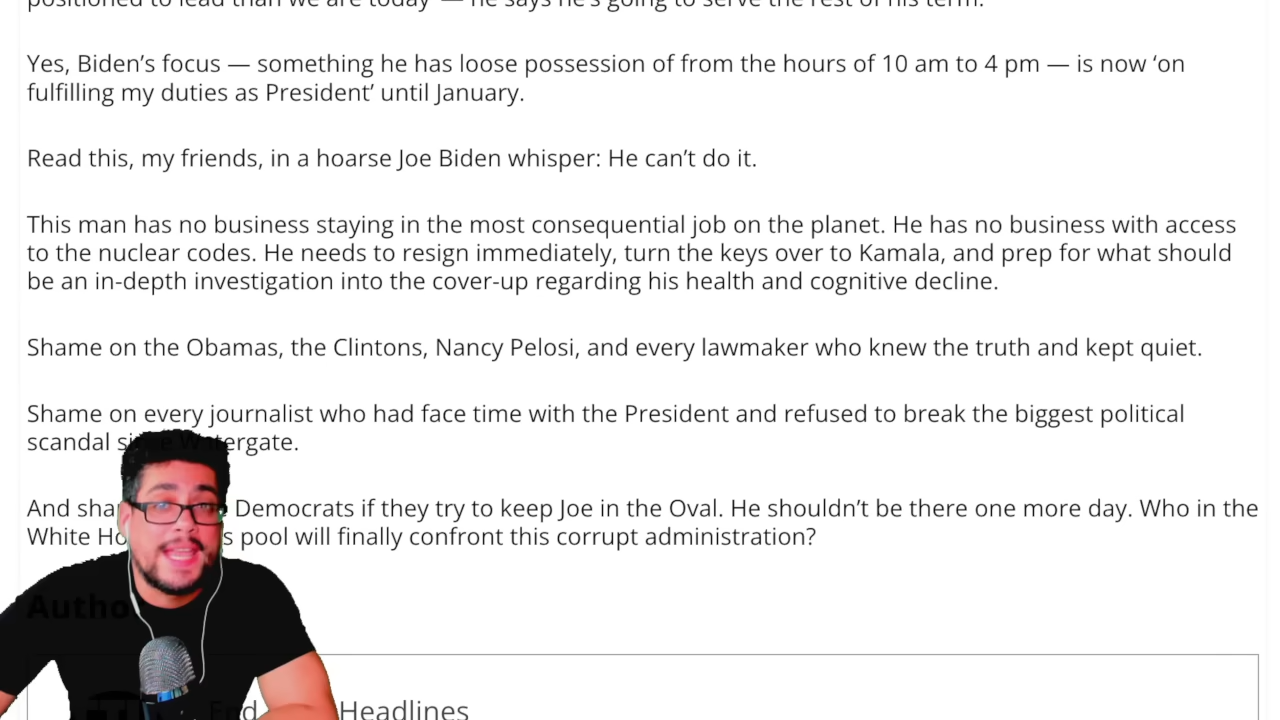 positioned to lead than we are today' — he says he's going to serve the rest of his term.
Yes, Biden’s focus — something he has loose possession of from the hours of 10 am to 4 pm — is now ‘on
fulfilling my duties as President’ until January.
Read this, my friends, in a hoarse Joe Biden whisper: He can’t do it.
This man has no business staying in the most consequential job on the planet. He has no business with access
to the nuclear codes. He needs to resign immediately, turn the keys over to Kamala, and prep for what should
be an in-depth investigation into the cover-up regarding his health and cognitive decline.
Shame on the Obamas, the Clintons, Nancy Pelosi, and every lawmaker who knew the truth and kept quiet.
Shame on every journalist who had face time with the President and refused to break the biggest political
scandal since Watergate.
And Democrats if they try to keep Joe in the Oval. He shouldn’t be there one more day. Who in the
White pool will finally confront this corrupt administration?
End Headlines